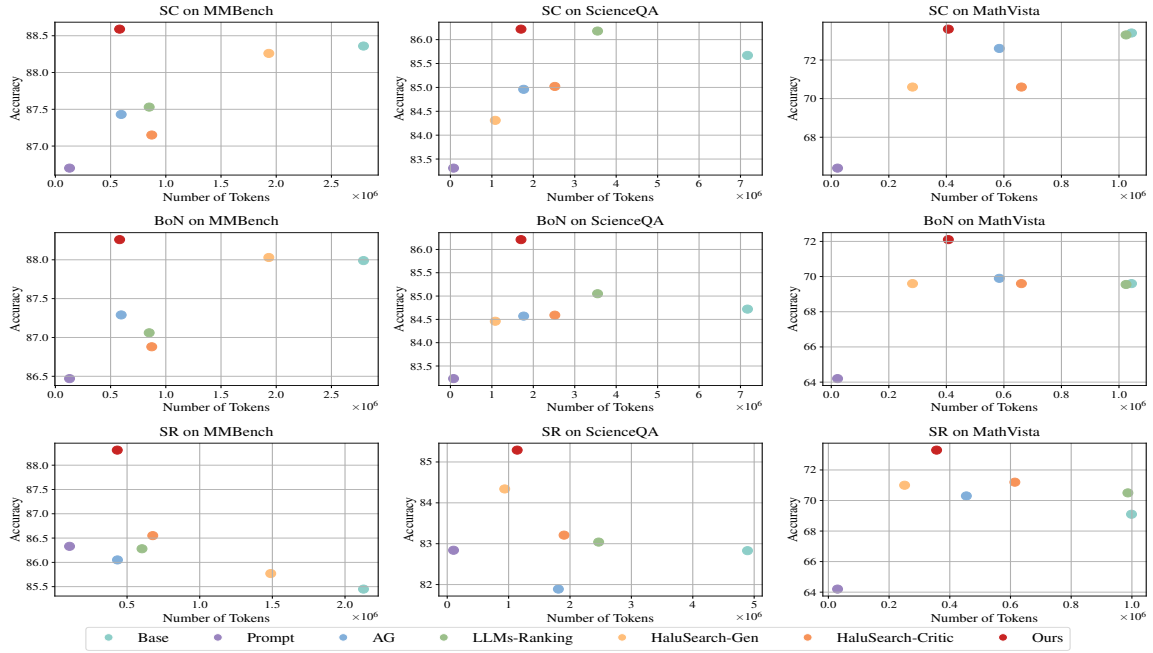 SC on MMBench
SC on ScienceQA
SC on MathVista
Accuracy
88.5
88.0
87.5
87.0
0.0 0.5 1.0 1.5 2.0 2.5
Number of Tokens
×10⁶
Accuracy
86.0
85.5
85.0
84.5
84.0
83.5
0 1 2 3 4 5 6 7
Number of Tokens
×10⁶
Accuracy
72
70
68
0.0 0.2 0.4 0.6 0.8 1.0
Number of Tokens
×10⁶
BoN on MMBench
BoN on ScienceQA
BoN on MathVista
Accuracy
88.0
87.5
87.0
86.5
0.0 0.5 1.0 1.5 2.0 2.5
Number of Tokens
×10⁶
Accuracy
86.0
85.5
85.0
84.5
84.0
83.5
0 1 2 3 4 5 6 7
Number of Tokens
×10⁶
Accuracy
72
70
68
66
64
0.0 0.2 0.4 0.6 0.8 1.0
Number of Tokens
×10⁶
SR on MMBench
SR on ScienceQA
SR on MathVista
Accuracy
88.0
87.5
87.0
86.5
86.0
85.5
0.5 1.0 1.5 2.0
Number of Tokens
×10⁶
Accuracy
85
84
83
82
0 1 2 3 4 5
Number of Tokens
×10⁶
Accuracy
72
70
68
66
64
0.0 0.2 0.4 0.6 0.8 1.0
Number of Tokens
×10⁶
Base Prompt AG LLMs-Ranking HaluSearch-Gen HaluSearch-Critic Ours